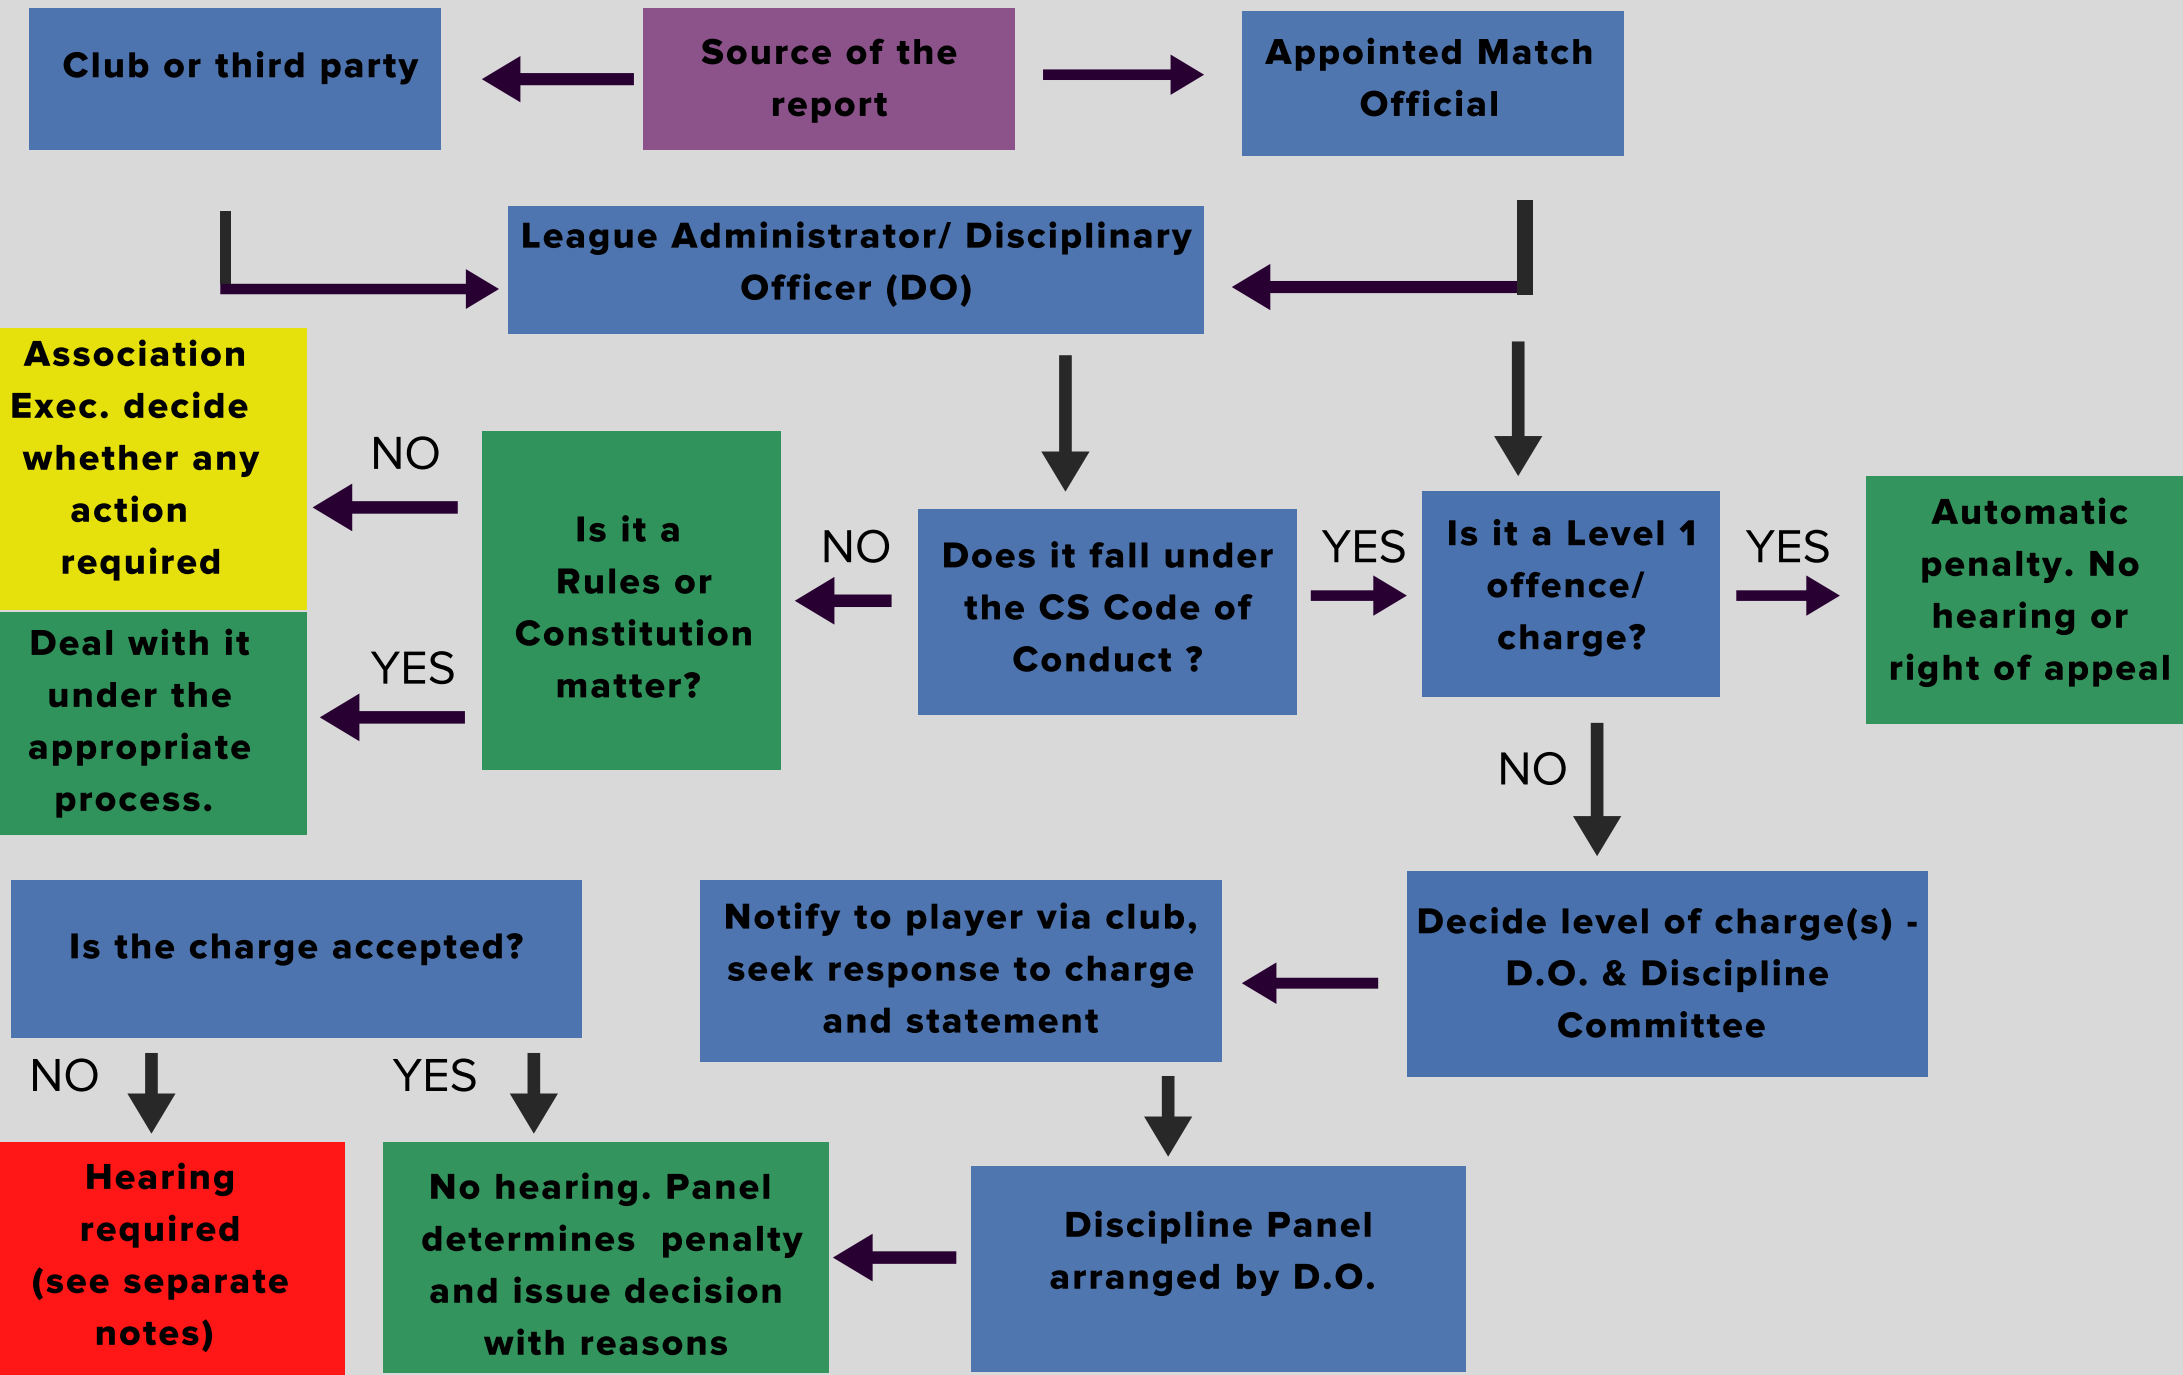 Club or third party
Source of the
report
Appointed Match
Official
League Administrator/ Disciplinary
Officer (DO)
Association
Exec. decide
whether any
action
required
NO
Is it a
Rules or
Constitution
matter?
YES
Deal with it
under the
appropriate
process.
NO
Does it fall under
the CS Code of
Conduct ?
YES
Is it a Level 1
offence/
charge?
YES
Automatic
penalty. No
hearing or
right of appeal
NO
Decide level of charge(s) -
D.O. & Discipline
Committee
Notify to player via club,
seek response to charge
and statement
Is the charge accepted?
NO
YES
Hearing
required
(see separate
notes)
No hearing. Panel
determines penalty
and issue decision
with reasons
Discipline Panel
arranged by D.O.